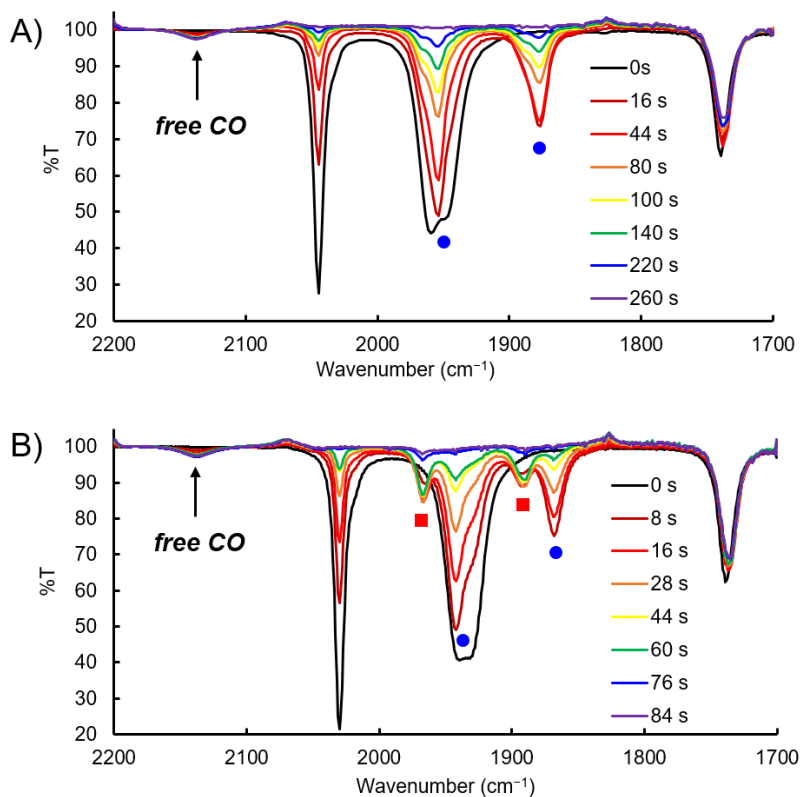 A)
100
90
80
70
60
50
40
30
20
%T
free CO
0s
16 s
44 s
80 s
100 s
140 s
220 s
260 s
2200 2100 2000 1900 1800 1700
Wavenumber (cm⁻¹)
B)
100
90
80
70
60
50
40
30
20
%T
free CO
0 s
8 s
16 s
28 s
44 s
60 s
76 s
84 s
2200 2100 2000 1900 1800 1700
Wavenumber (cm⁻¹)